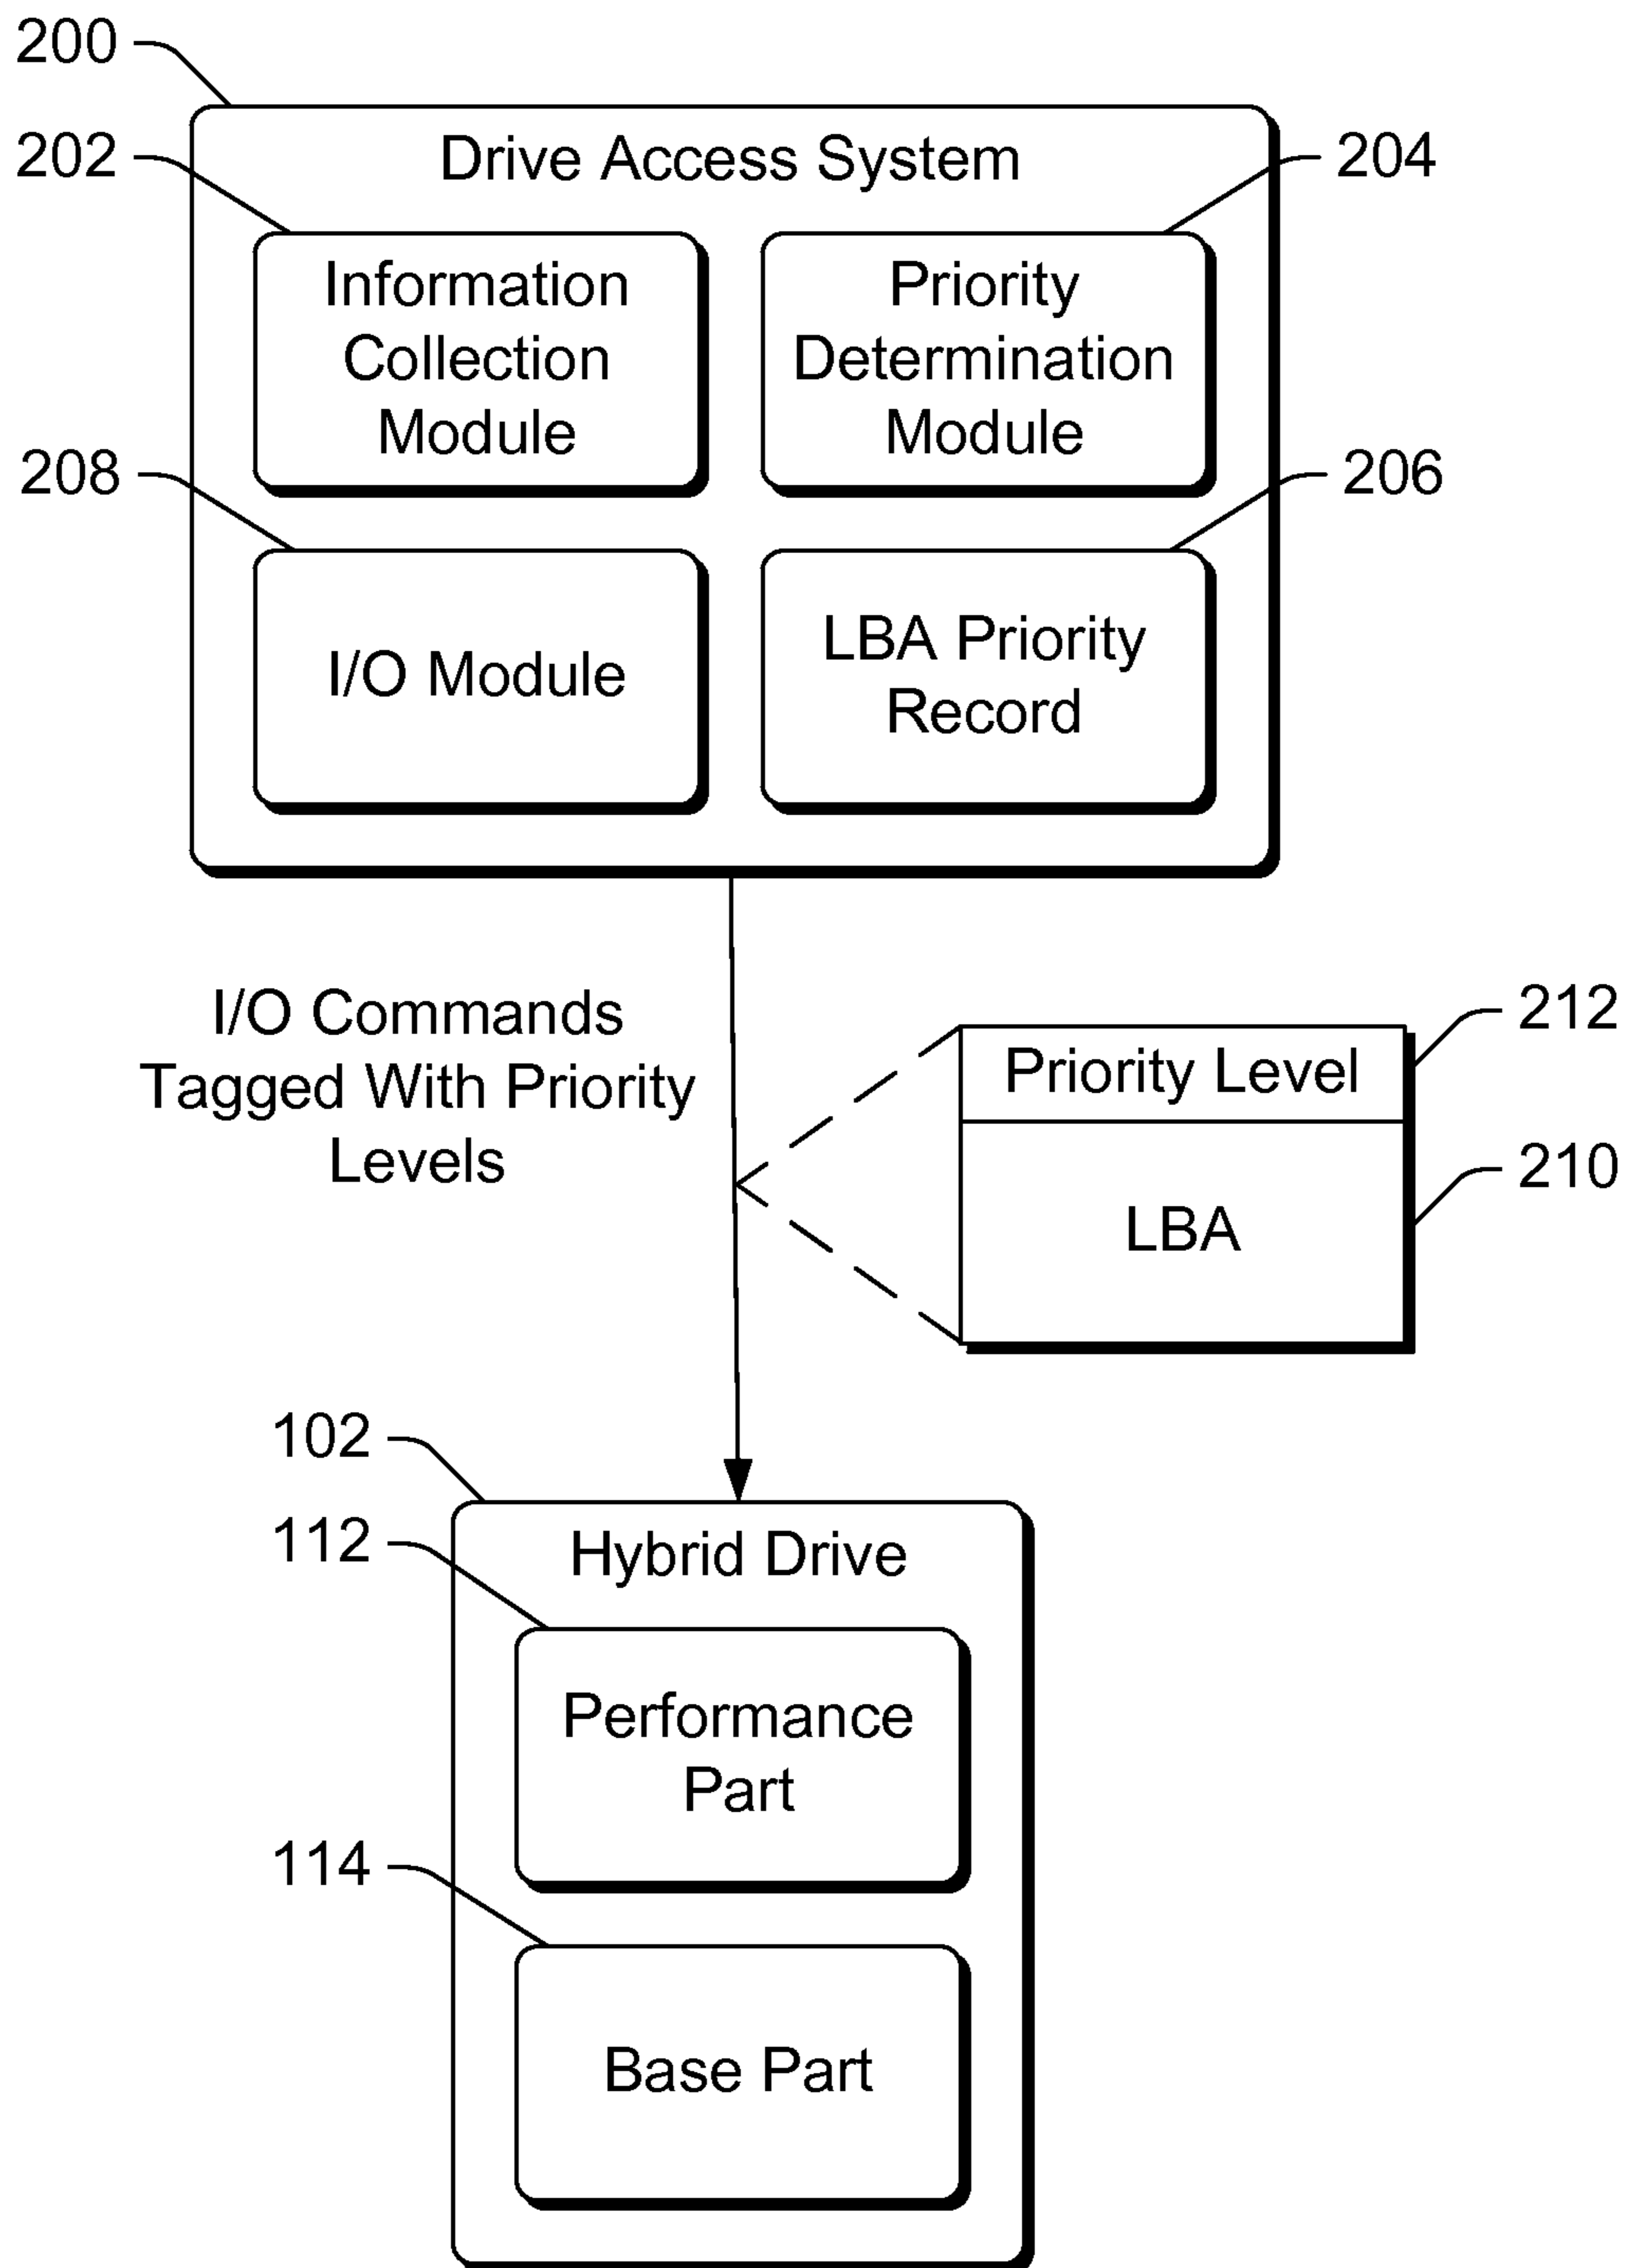 200
Drive Access System
202
204
Information
Collection
Module
Priority
Determination
Module
208
206
I/O Module
LBA Priority
Record
I/O Commands
Tagged With Priority
Levels
212
Priority Level
210
LBA
102
Hybrid Drive
112
Performance
Part
114
Base Part